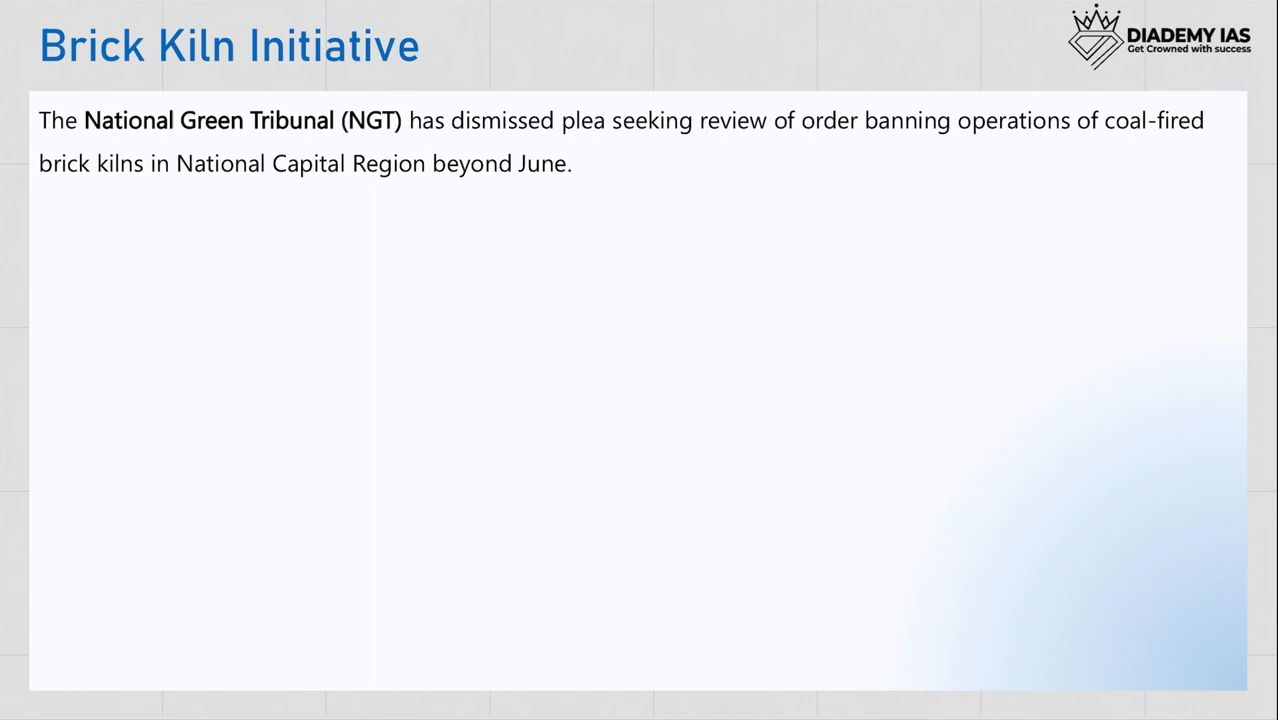 Brick Kiln Initiative
DIADEMY IAS
Get Crowned with success
The National Green Tribunal (NGT) has dismissed plea seeking review of order banning operations of coal-fired
brick kilns in National Capital Region beyond June.